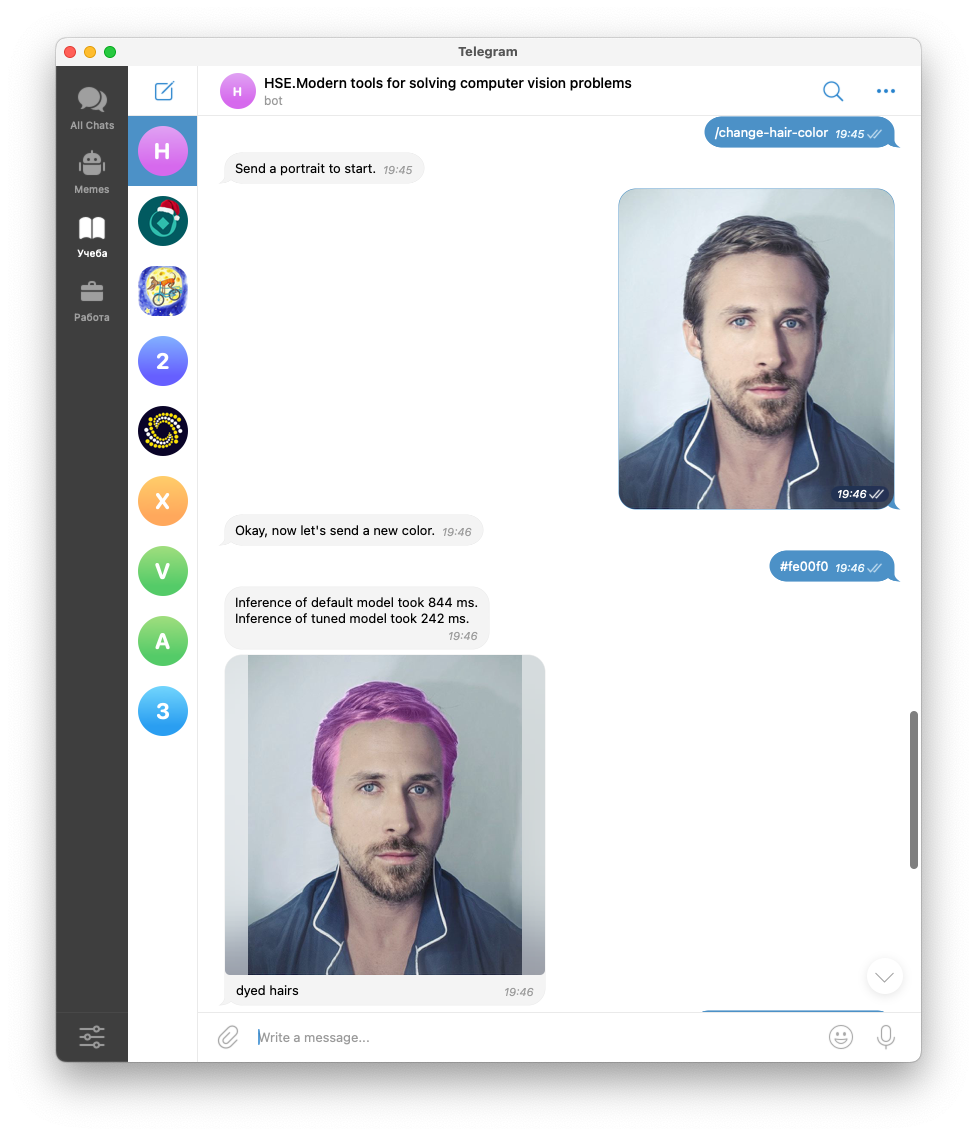 Telegram
All Chats
Memes
Учеба
Работа
H
2
X
V
A
3
H
HSE.Modern tools for solving computer vision problems
bot
/change-hair-color 19:45
Send a portrait to start. 19:45
19:46
Okay, now let's send a new color. 19:46
#fe00f0 19:46
Inference of default model took 844 ms.
Inference of tuned model took 242 ms.
19:46
dyed hairs 19:46
Write a message...